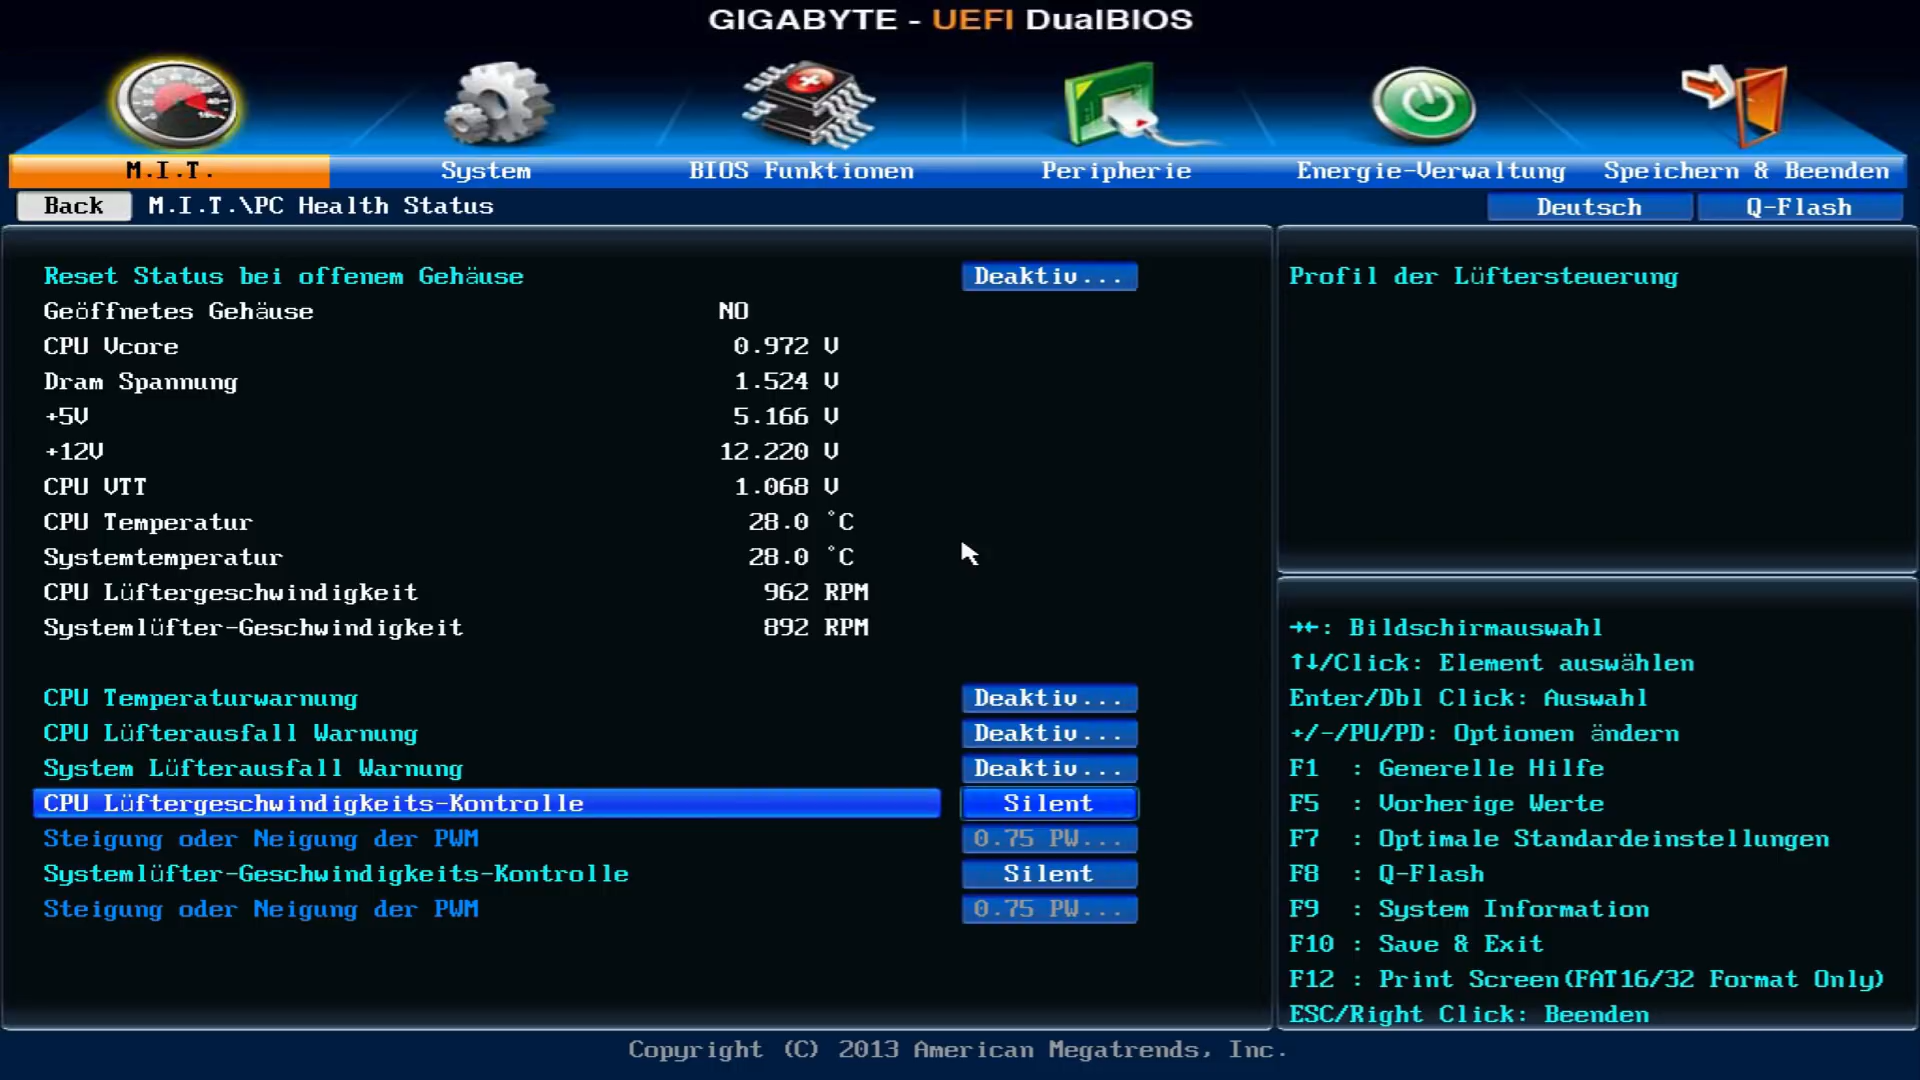 GIGABYTE - UEFI DualBIOS
M.I.T. System BIOS Funktionen Peripherie Energie-Verwaltung Speichern & Beenden
Back M.I.T.\PC Health Status Deutsch Q-Flash
Reset Status bei offenem Gehäuse Deaktiv...
Geöffnetes Gehäuse NO
CPU Vcore 0.972 V
Dram Spannung 1.524 V
+5V 5.166 V
+12V 12.220 V
CPU VTT 1.068 V
CPU Temperatur 28.0 °C
Systemtemperatur 28.0 °C
CPU Lüftergeschwindigkeit 962 RPM
Systemlüfter-Geschwindigkeit 892 RPM
CPU Temperaturwarnung Deaktiv...
CPU Lüfterausfall Warnung Deaktiv...
System Lüfterausfall Warnung Deaktiv...
CPU Lüftergeschwindigkeits-Kontrolle Silent
Steigung oder Neigung der PWM 0.75 PW...
Systemlüfter-Geschwindigkeits-Kontrolle Silent
Steigung oder Neigung der PWM 0.75 PW...
Profil der Lüftersteuerung
→←: Bildschirmauswahl
↑↓/Click: Element auswählen
Enter/Dbl Click: Auswahl
+/-/PU/PD: Optionen ändern
F1 : Generelle Hilfe
F5 : Vorherige Werte
F7 : Optimale Standardeinstellungen
F8 : Q-Flash
F9 : System Information
F10 : Save & Exit
F12 : Print Screen(FAT16/32 Format Only)
ESC/Right Click: Beenden
Copyright (C) 2013 American Megatrends, Inc.